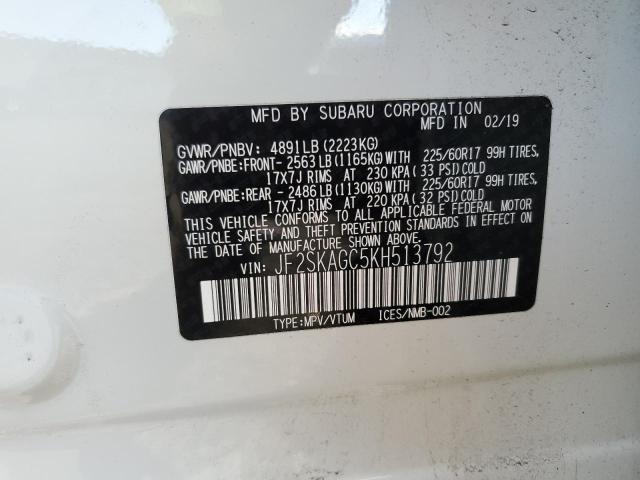 MFD BY SUBARU CORPORATION
MFD IN 02/19
GVWR/PNBV: 4891LB (2223KG)
GAWR/PNBE:FRONT- 2563LB (1165KG)WITH 225/60R17 99H TIRES,
17X7J RIMS AT 230 KPA (33 PSI)COLD
GAWR/PNBE:REAR - 2486LB (1130KG)WITH 225/60R17 99H TIRES,
17X7J RIMS AT 220 KPA (32 PSI)COLD
THIS VEHICLE CONFORMS TO ALL APPLICABLE FEDERAL MOTOR
VEHICLE SAFETY AND THEFT PREVENTION STANDARDS IN EFFECT ON
THE DATE OF MANUFACTURE SHOWN ABOVE.
VIN: JF2SKAGC5KH513792
TYPE:MPV/VTUM ICES/NMB-002